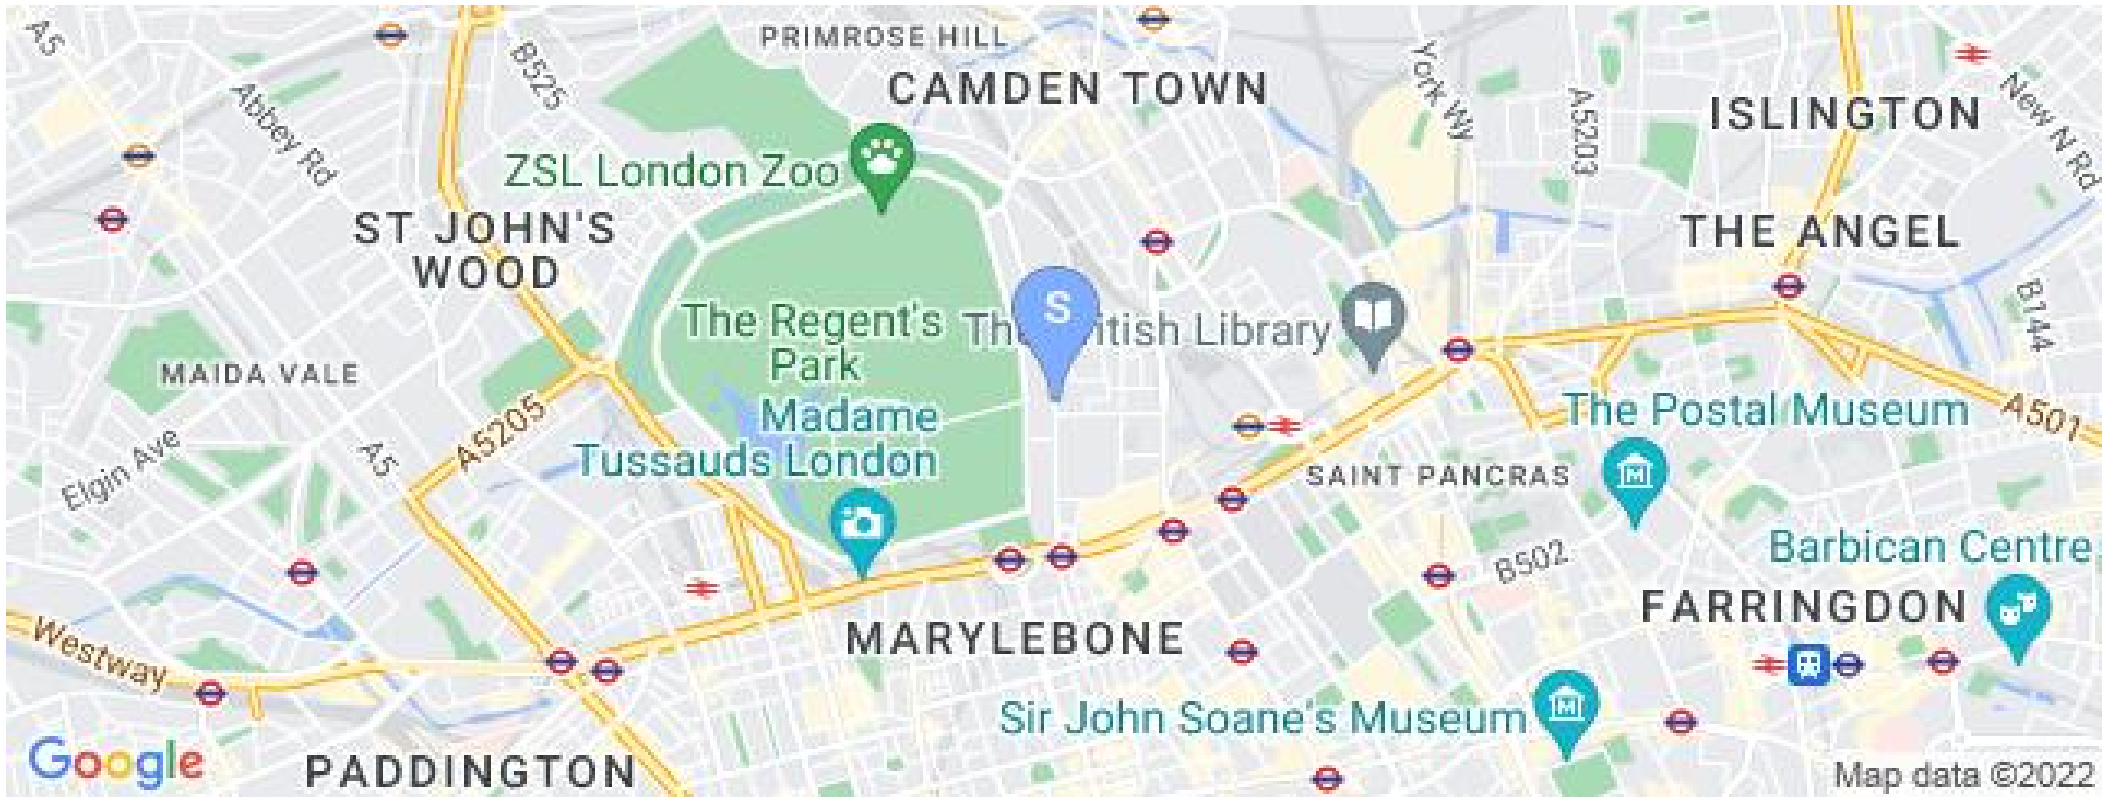 A5
B525
PRIMROSE HILL
CAMDEN TOWN
York Wy
A5203
ISLINGTON
New N Rd
Abbey Rd
ZSL London Zoo
ST JOHN'S
WOOD
THE ANGEL
S
The Regent's
Park
The
itish Library
B144
MAIDA VALE
A5205
Madame
Tussauds London
The Postal Museum
A501
Elgin Ave
A5
SAINT PANCRAS
M
B502
Barbican Centre
FARRINGDON
Westway
MARYLEBONE
Sir John Soane's Museum
M
Google
PADDINGTON
Map data ©2022